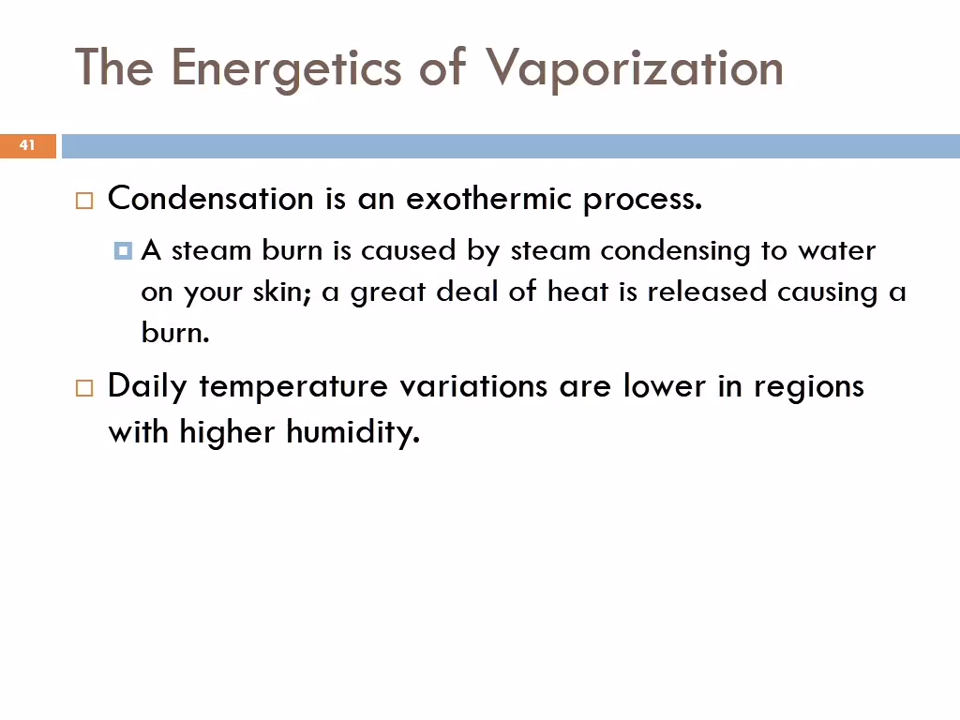 The Energetics of Vaporization
41
Condensation is an exothermic process.
A steam burn is caused by steam condensing to water
on your skin; a great deal of heat is released causing a
burn.
Daily temperature variations are lower in regions
with higher humidity.